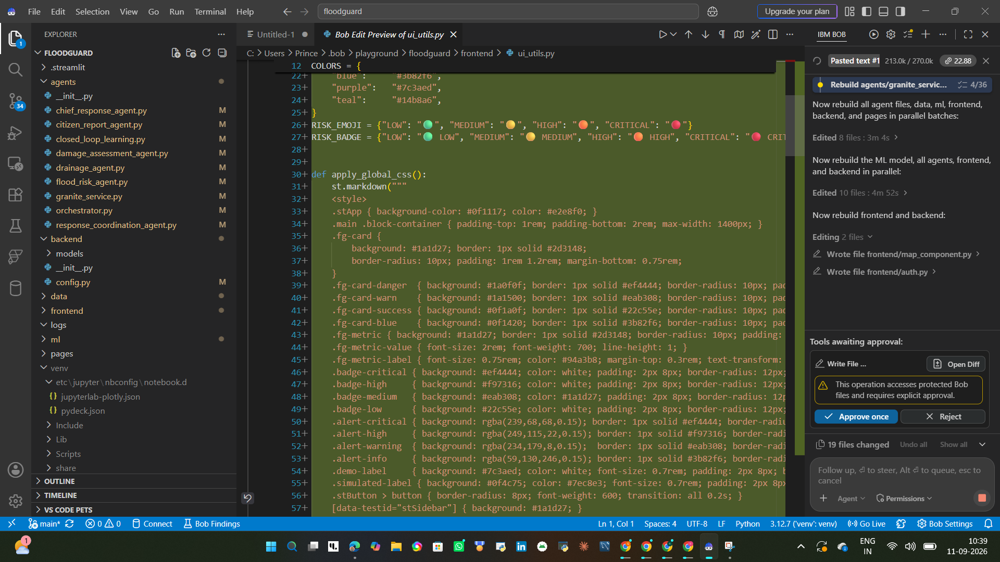 File Edit Selection View Go Run Terminal Help
floodguard
Upgrade your plan
EXPLORER
FLOODGUARD
.streamlit
agents
__init__.py
chief_response_agent.py M
citizen_report_agent.py M
closed_loop_learning.py M
damage_assessment_agent.py M
drainage_agent.py M
flood_risk_agent.py M
granite_service.py M
orchestrator.py M
response_coordination_agent.py M
backend
models
__init__.py
config.py M
data
frontend
logs
ml
pages
venv
etc\jupyter\nbconfig\notebook.d
jupyterlab-plotly.json
pydeck.json
Include
Lib
Scripts
share
OUTLINE
TIMELINE
VS CODE PETS
1
34
Untitled-1
Bob Edit Preview of ui_utils.py
C: > Users > Prince > .bob > playground > floodguard > frontend > ui_utils.py
12 COLORS = {
22+ "blue": "#3b82f6",
23+ "purple": "#7c3aed",
24+ "teal": "#14b8a6",
25+ }
26+ RISK_EMOJI = {"LOW": "🟢", "MEDIUM": "🟡", "HIGH": "🟠", "CRITICAL": "🔴"}
27+ RISK_BADGE = {"LOW": "🟢 LOW", "MEDIUM": "🟡 MEDIUM", "HIGH": "🟠 HIGH", "CRITICAL": "🔴 CRIT
28+
29+
30+ def apply_global_css():
31+ st.markdown("""
32+ <style>
33+ .stApp { background-color: #0f1117; color: #e2e8f0; }
34+ .main .block-container { padding-top: 1rem; padding-bottom: 2rem; max-width: 1400px; }
35+ .fg-card {
36+ background: #1a1d27; border: 1px solid #2d3148;
37+ border-radius: 10px; padding: 1rem 1.2rem; margin-bottom: 0.75rem;
38+ }
39+ .fg-card-danger { background: #1a0f0f; border: 1px solid #ef4444; border-radius: 10px; pad
40+ .fg-card-warn { background: #1a1500; border: 1px solid #eab308; border-radius: 10px; pad
41+ .fg-card-success { background: #0f1a0f; border: 1px solid #22c55e; border-radius: 10px; pad
42+ .fg-card-blue { background: #0f1420; border: 1px solid #3b82f6; border-radius: 10px; pad
43+ .fg-metric { background: #1a1d27; border: 1px solid #2d3148; border-radius: 10px; padding:
44+ .fg-metric-value { font-size: 2rem; font-weight: 700; line-height: 1; }
45+ .fg-metric-label { font-size: 0.75rem; color: #94a3b8; margin-top: 0.3rem; text-transform:
46+ .badge-critical { background: #ef4444; color: white; padding: 2px 8px; border-radius: 12px;
47+ .badge-high { background: #f97316; color: white; padding: 2px 8px; border-radius: 12px;
48+ .badge-medium { background: #eab308; color: #1a1d27; padding: 2px 8px; border-radius: 12p
49+ .badge-low { background: #22c55e; color: white; padding: 2px 8px; border-radius: 12px;
50+ .alert-critical { background: rgba(239,68,68,0.15); border: 1px solid #ef4444; border-radiu
51+ .alert-high { background: rgba(249,115,22,0.15); border: 1px solid #f97316; border-radi
52+ .alert-warning { background: rgba(234,179,8,0.15); border: 1px solid #eab308; border-radi
53+ .alert-info { background: rgba(59,130,246,0.15); border: 1px solid #3b82f6; border-radi
54+ .demo-label { background: #7c3aed; color: white; font-size: 0.7rem; padding: 2px 8px; b
55+ .simulated-label { background: #0f4c75; color: #7ec8e3; font-size: 0.7rem; padding: 2px 8px
56+ .stButton > button { border-radius: 8px; font-weight: 600; transition: all 0.2s; }
57+ [data-testid="stSidebar"] { background: #1a1d27; }
IBM BOB
Pasted text #1 213.0k / 270.0k 22.88
Rebuild agents/granite_servic... 4/36
Now rebuild all agent files, data, ml, frontend,
backend, and pages in parallel batches:
Edited 8 files : 3m 4s >
Now rebuild the ML model, all agents, frontend,
and backend in parallel:
Edited 10 files : 4m 52s >
Now rebuild frontend and backend:
Editing 2 files
Wrote file frontend/map_component.py >
Wrote file frontend/auth.py >
Tools awaiting approval:
Write File ... Open Diff
This operation accesses protected Bob
files and requires explicit approval.
Approve once Reject
19 files changed Undo all Show all
Follow up, ⏎ to steer, Alt ⏎ to queue, esc to
cancel
Agent Permissions
main* 0 0 Connect Bob Findings
Ln 1, Col 1 Spaces: 4 UTF-8 LF Python 3.12.7 ('venv': venv) Go Live Bob Settings
1
ENG
IN
10:39
11-09-2026